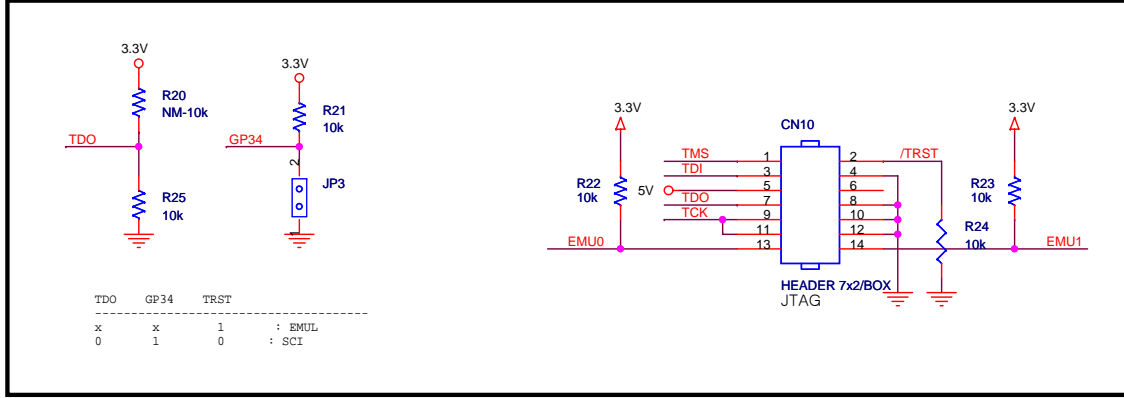 3.3V
R20
NM-10k
TDO
R25
10k
3.3V
R21
10k
GP34
2
JP3
1
TDO GP34 TRST
----------------------------------------
x x 1 : EMUL
0 1 0 : SCI
3.3V
R22
10k
EMU0
CN10
TMS 1 2 /TRST
TDI 3 4
5V 5 6
TDO 7 8
TCK 9 10
11 12
13 14
HEADER 7x2/BOX
JTAG
3.3V
R23
10k
R24
10k
EMU1